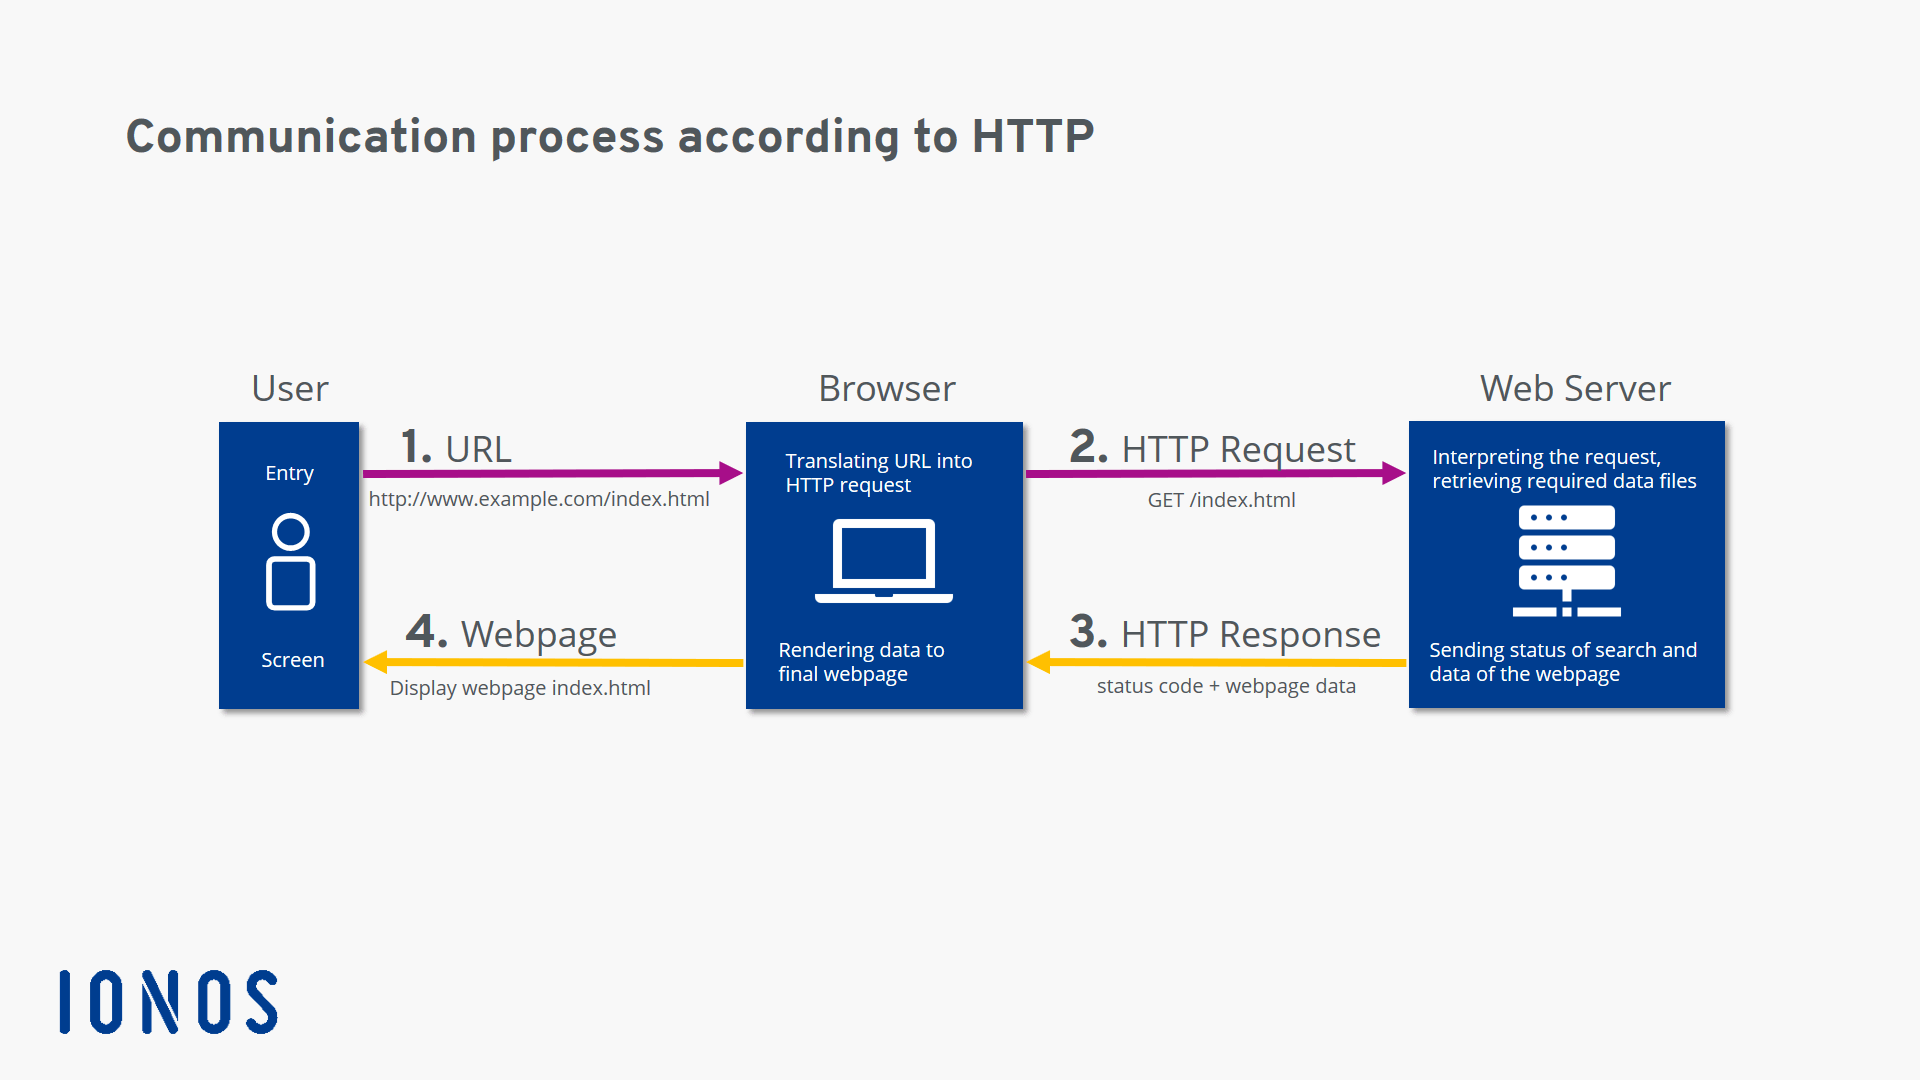 Communication process according to HTTP
User
Browser
Web Server
Entry
1. URL
http://www.example.com/index.html
Translating URL into
HTTP request
2. HTTP Request
GET /index.html
Interpreting the request,
retrieving required data files
Screen
4. Webpage
Display webpage index.html
Rendering data to
final webpage
3. HTTP Response
status code + webpage data
Sending status of search and
data of the webpage
IONOS